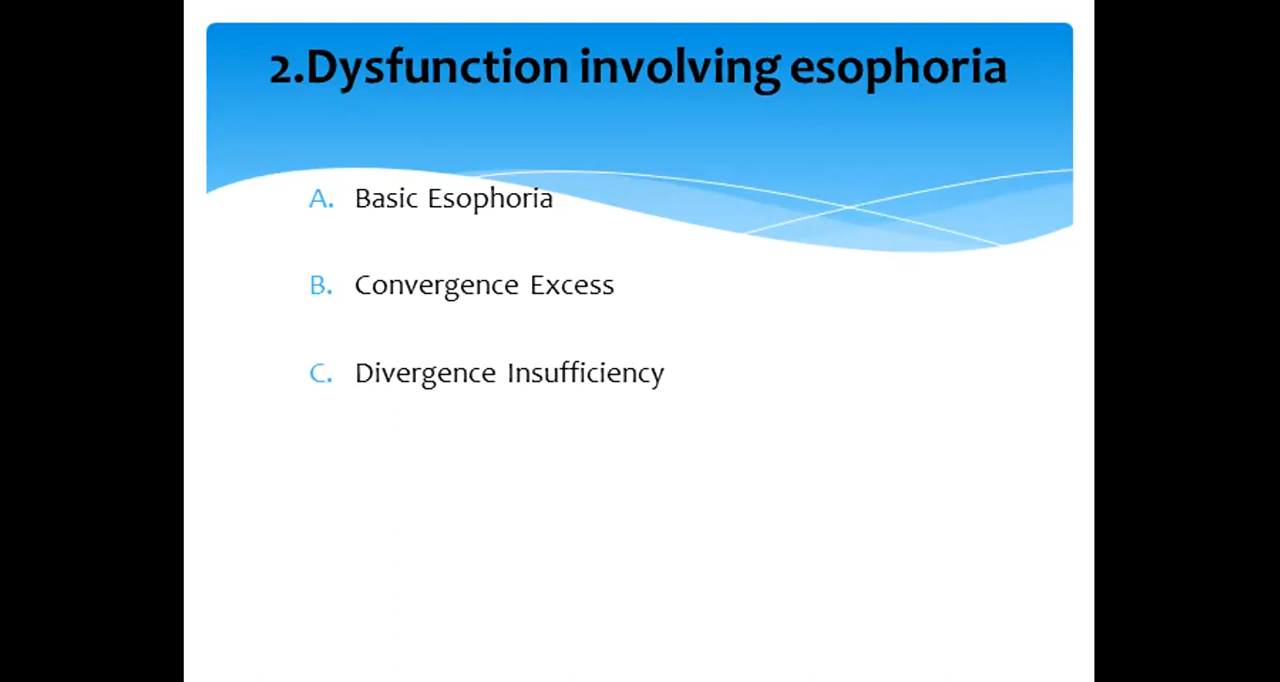 2.Dysfunction involving esophoria
A. Basic Esophoria
B. Convergence Excess
C. Divergence Insufficiency